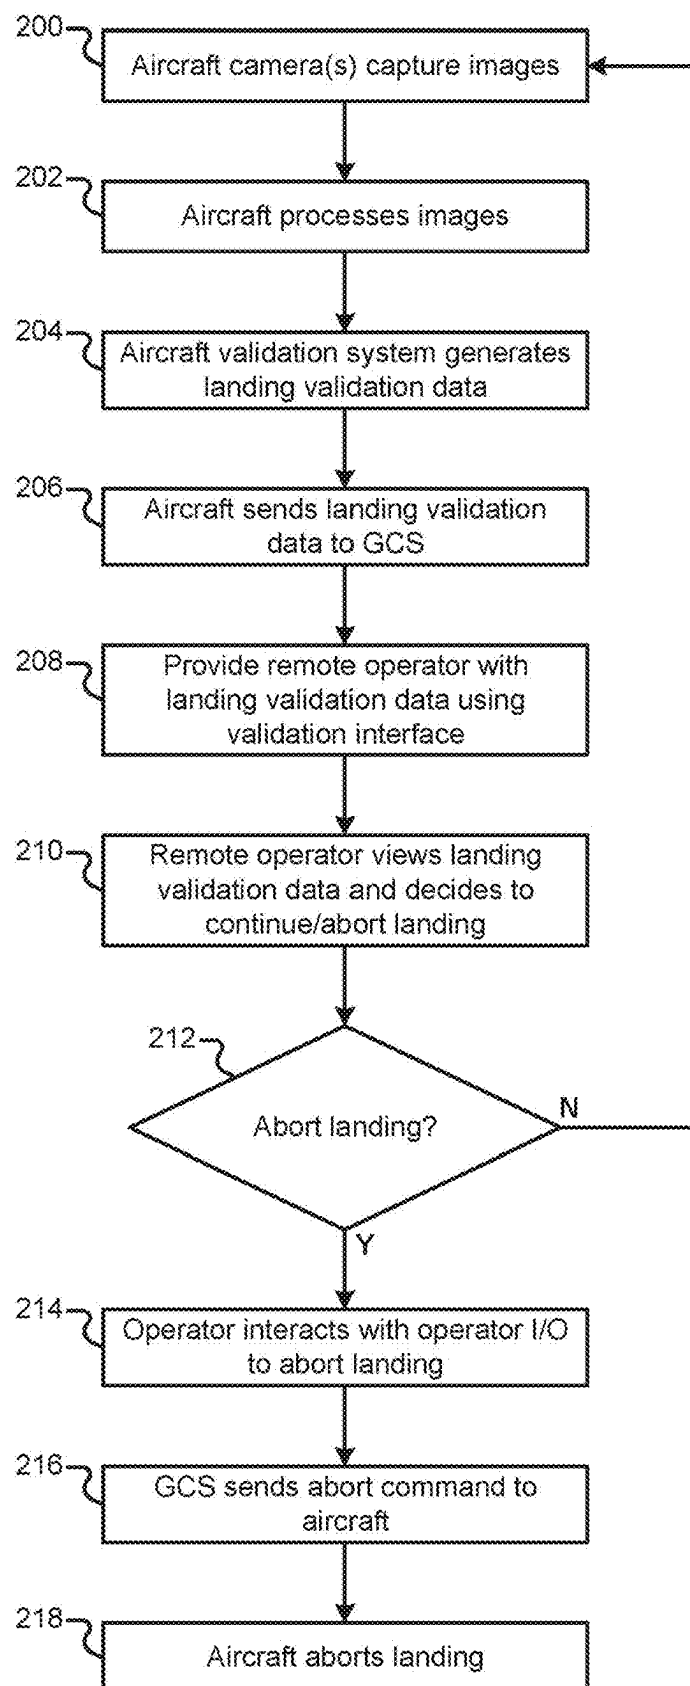 200
Aircraft camera(s) capture images
202
Aircraft processes images
204
Aircraft validation system generates
landing validation data
206
Aircraft sends landing validation
data to GCS
208
Provide remote operator with
landing validation data using
validation interface
210
Remote operator views landing
validation data and decides to
continue/abort landing
212
Abort landing?
N
Y
214
Operator interacts with operator I/O
to abort landing
216
GCS sends abort command to
aircraft
218
Aircraft aborts landing